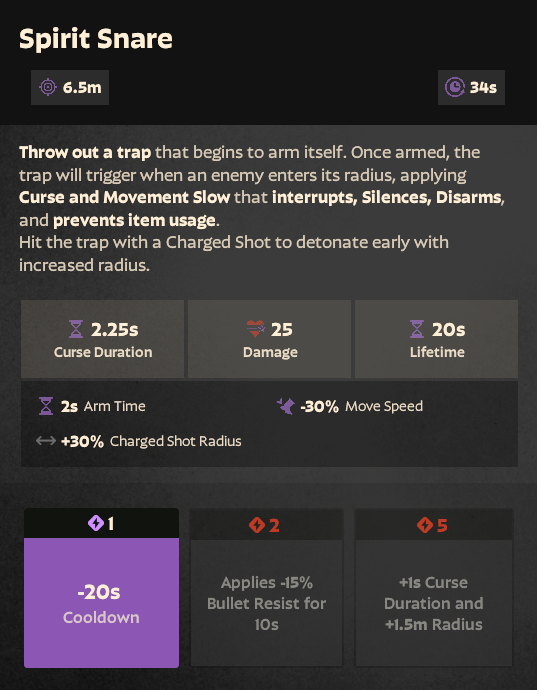 Spirit Snare
6.5m
34s
Throw out a trap that begins to arm itself. Once armed, the
trap will trigger when an enemy enters its radius, applying
Curse and Movement Slow that interrupts, Silences, Disarms,
and prevents item usage.
Hit the trap with a Charged Shot to detonate early with
increased radius.
2.25s
Curse Duration
25
Damage
20s
Lifetime
2s Arm Time
-30% Move Speed
+30% Charged Shot Radius
1
-20s
Cooldown
2
Applies -15%
Bullet Resist for
10s
5
+1s Curse
Duration and
+1.5m Radius